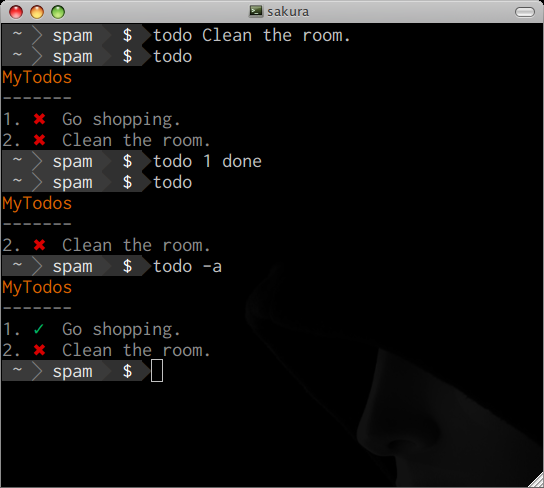 sakura
~ spam $ todo Clean the room.
~ spam $ todo
MyTodos
-------
1. ✖ Go shopping.
2. ✖ Clean the room.
~ spam $ todo 1 done
~ spam $ todo
MyTodos
-------
2. ✖ Clean the room.
~ spam $ todo -a
MyTodos
-------
1. ✓ Go shopping.
2. ✖ Clean the room.
~ spam $